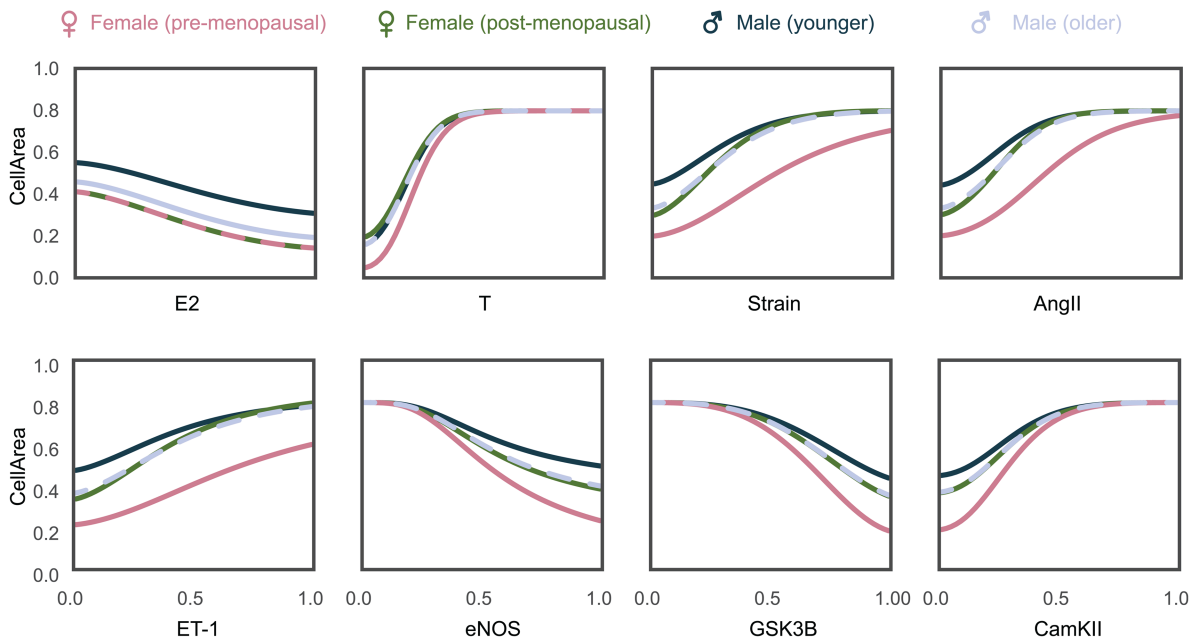 ♀ Female (pre-menopausal) ♀ Female (post-menopausal) ♂ Male (younger) ♂ Male (older)
1.0
0.8
0.6
0.4
0.2
0.0
CellArea
E2 T Strain AngII
1.0
0.8
0.6
0.4
0.2
0.0
CellArea
0.0 0.5 1.0 0.0 0.5 1.0 0.5 1.00 0.0 0.5 1.0
ET-1 eNOS GSK3B CamKII